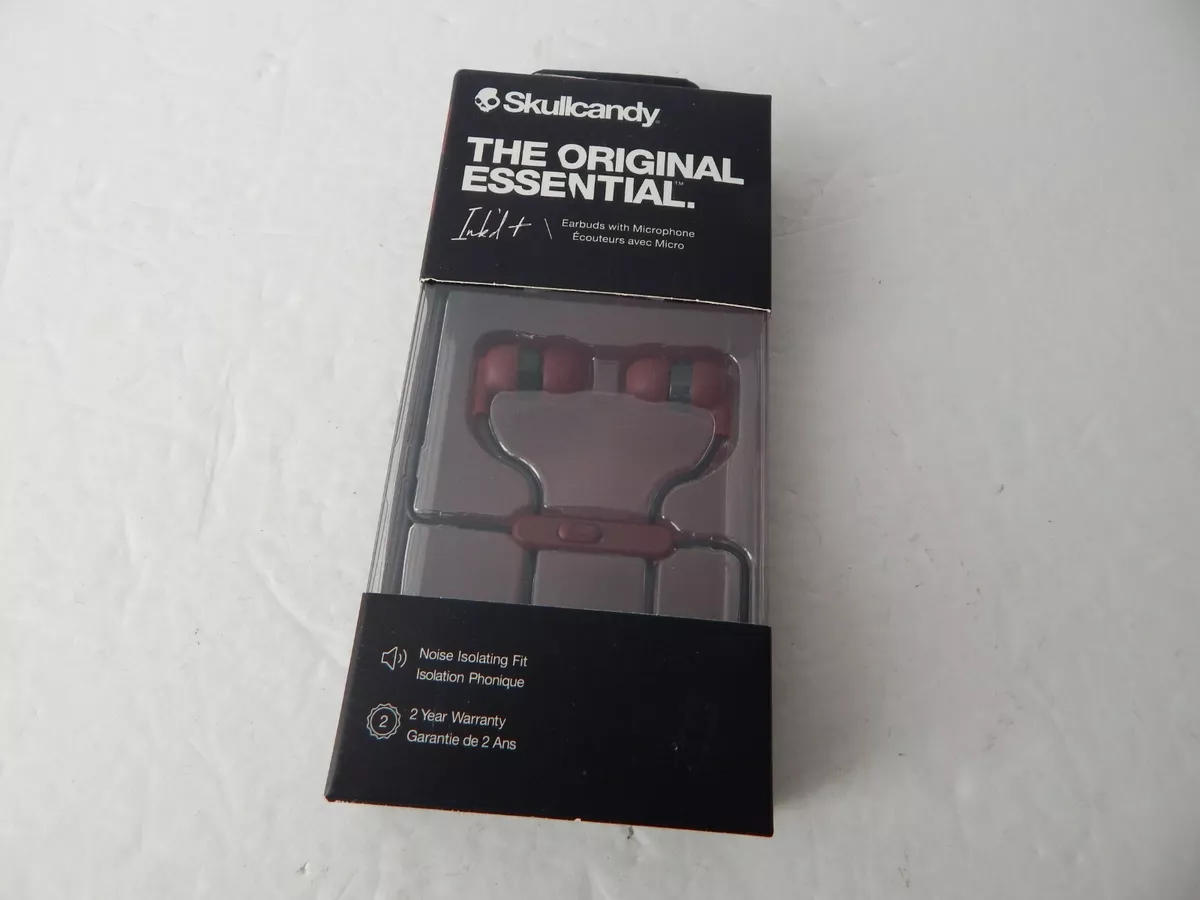 Skullcandy
THE ORIGINAL
ESSENTIAL.™
Ink'd +
Earbuds with Microphone
Écouteurs avec Micro
Noise Isolating Fit
Isolation Phonique
2
2 Year Warranty
Garantie de 2 Ans